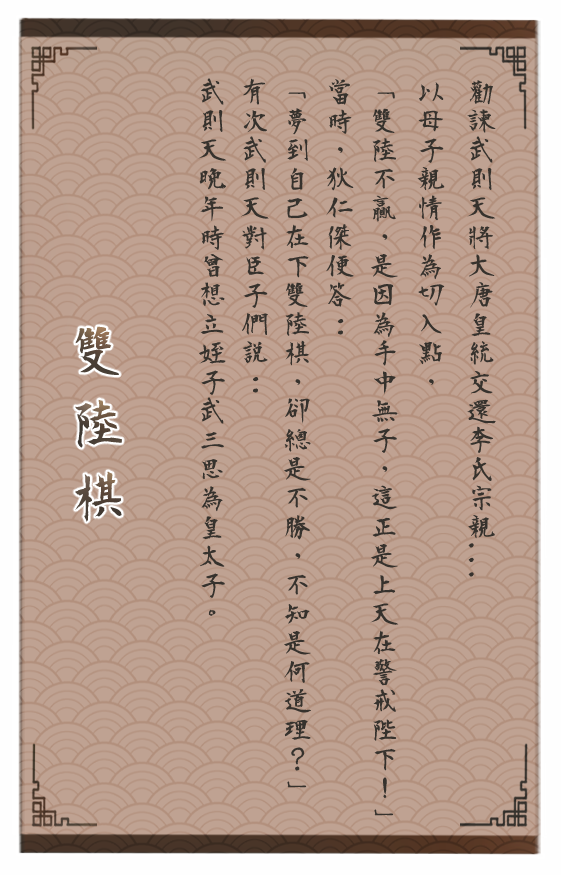 雙陸棋
武則天晚年時曾想立姪子武三思為皇太子。
有次武則天對臣子們說：
「夢到自己在下雙陸棋，卻總是不勝，不知是何道理？」
當時，狄仁傑便答：
「雙陸不贏，是因為手中無子，這正是上天在警戒陛下！」
以母子親情作為切入點，
勸諫武則天將大唐皇統交還李氏宗親...